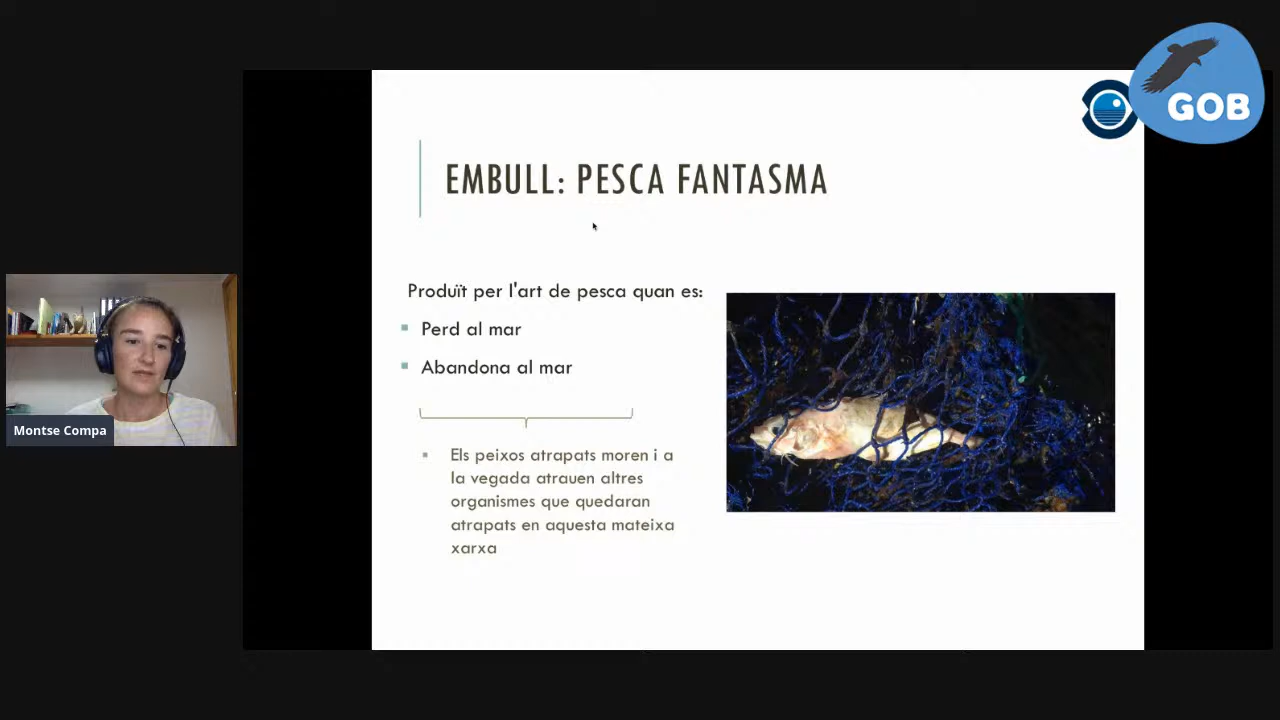 GOB
EMBULL: PESCA FANTASMA
Produït per l'art de pesca quan es:
Perd al mar
Abandona al mar
Els peixos atrapats moren i a
la vegada atrauen altres
organismes que quedaran
atrapats en aquesta mateixa
xarxa
Montse Compa